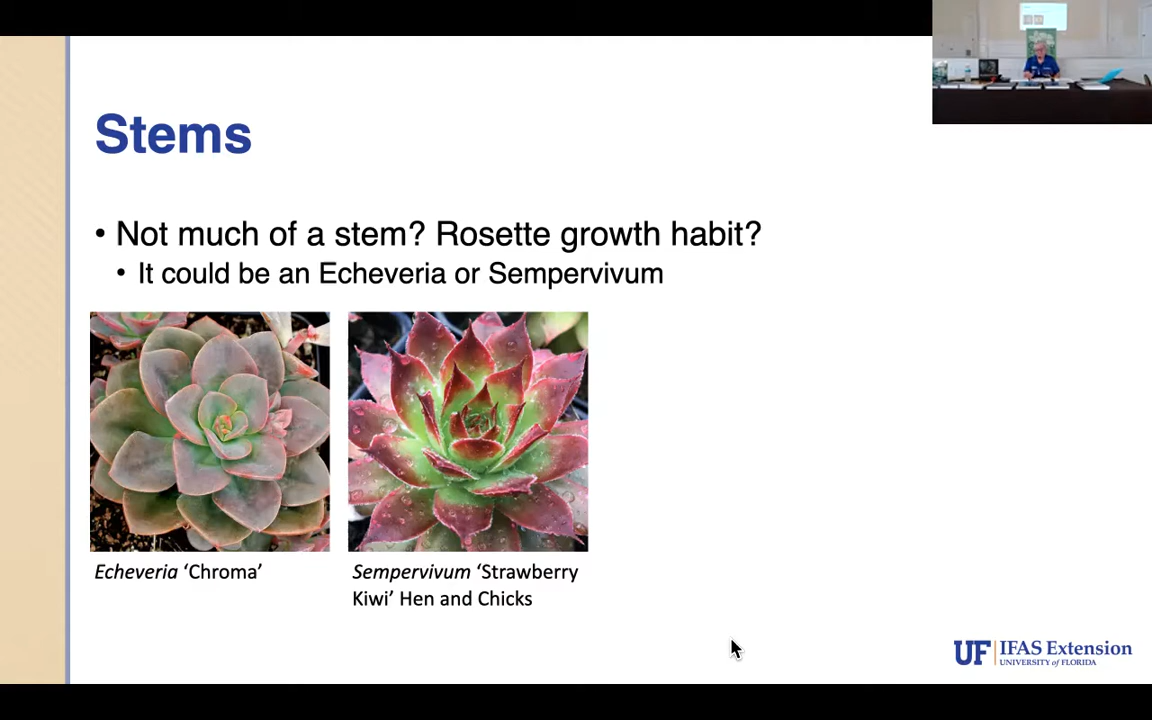 Stems
• Not much of a stem? Rosette growth habit?
• It could be an Echeveria or Sempervivum
Echeveria ‘Chroma’
Sempervivum ‘Strawberry
Kiwi’ Hen and Chicks
UF IFAS Extension
UNIVERSITY of FLORIDA